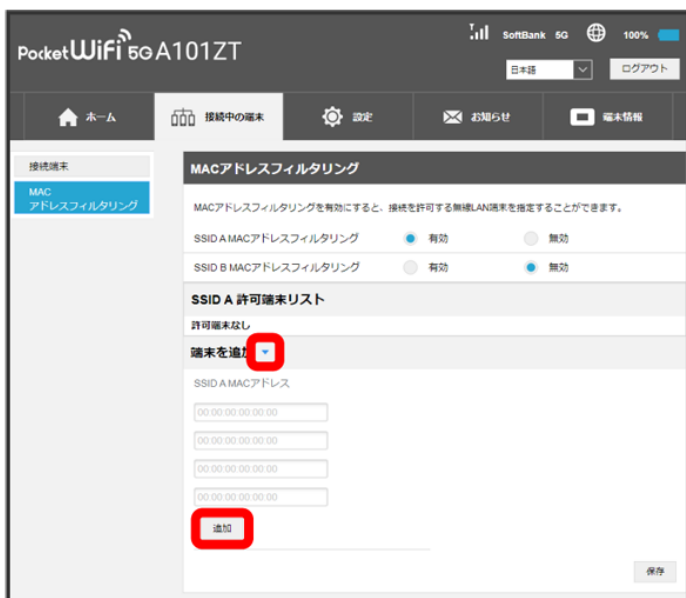 PocketWiFi 5G A101ZT
SoftBank 5G 100%
日本語 ログアウト
ホーム 接続中の端末 設定 お知らせ 端末情報
接続端末
MAC
アドレスフィルタリング
MACアドレスフィルタリング
MACアドレスフィルタリングを有効にすると、接続を許可する無線LAN端末を指定することができます。
SSID A MACアドレスフィルタリング 有効 無効
SSID B MACアドレスフィルタリング 有効 無効
SSID A 許可端末リスト
許可端末なし
端末を追加
SSID A MACアドレス
00:00:00:00:00:00
00:00:00:00:00:00
00:00:00:00:00:00
00:00:00:00:00:00
追加
保存